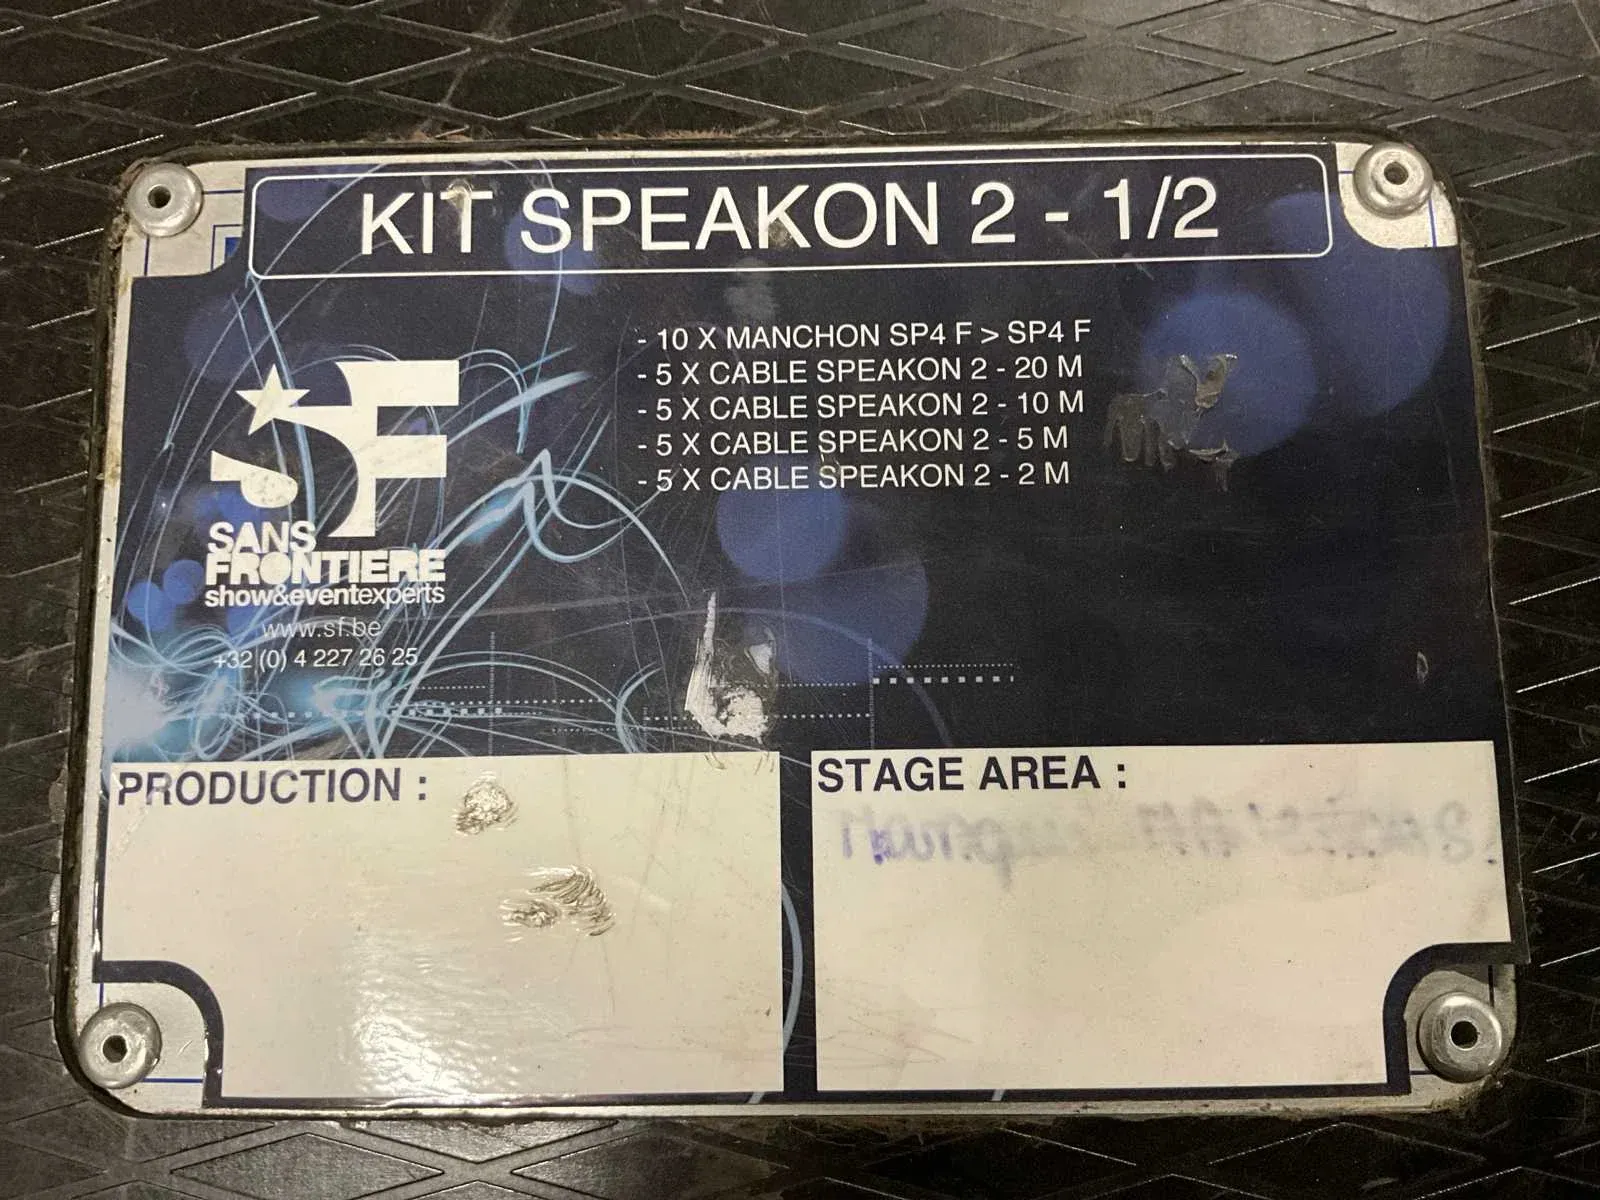 KIT SPEAKON 2 - 1/2
- 10 X MANCHON SP4 F > SP4 F
- 5 X CABLE SPEAKON 2 - 20 M
- 5 X CABLE SPEAKON 2 - 10 M
- 5 X CABLE SPEAKON 2 - 5 M
- 5 X CABLE SPEAKON 2 - 2 M
SF
SANS
FRONTIERE
show&eventexperts
www.sf.be
+32 (0) 4 227 26 25
PRODUCTION :
STAGE AREA :